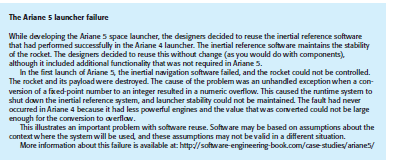 The Ariane 5 launcher failure
While developing the Ariane 5 space launcher, the designers decided to reuse the inertial reference software
that had performed successfully in the Ariane 4 launcher. The inertial reference software maintains the stability
of the rocket. The designers decided to reuse this without change (as you would do with components),
although it included additional functionality that was not required in Ariane 5.
In the first launch of Ariane 5, the inertial navigation software failed, and the rocket could not be controlled.
The rocket and its payload were destroyed. The cause of the problem was an unhandled exception when a con-
version of a fixed-point number to an integer resulted in a numeric overflow. This caused the runtime system to
shut down the inertial reference system, and launcher stability could not be maintained. The fault had never
occurred in Ariane 4 because it had less powerful engines and the value that was converted could not be large
enough for the conversion to overflow.
This illustrates an important problem with software reuse. Software may be based on assumptions about the
context where the system will be used, and these assumptions may not be valid in a different situation.
More information about this failure is available at: http://software-engineering-book.com/case-studies/ariane5/